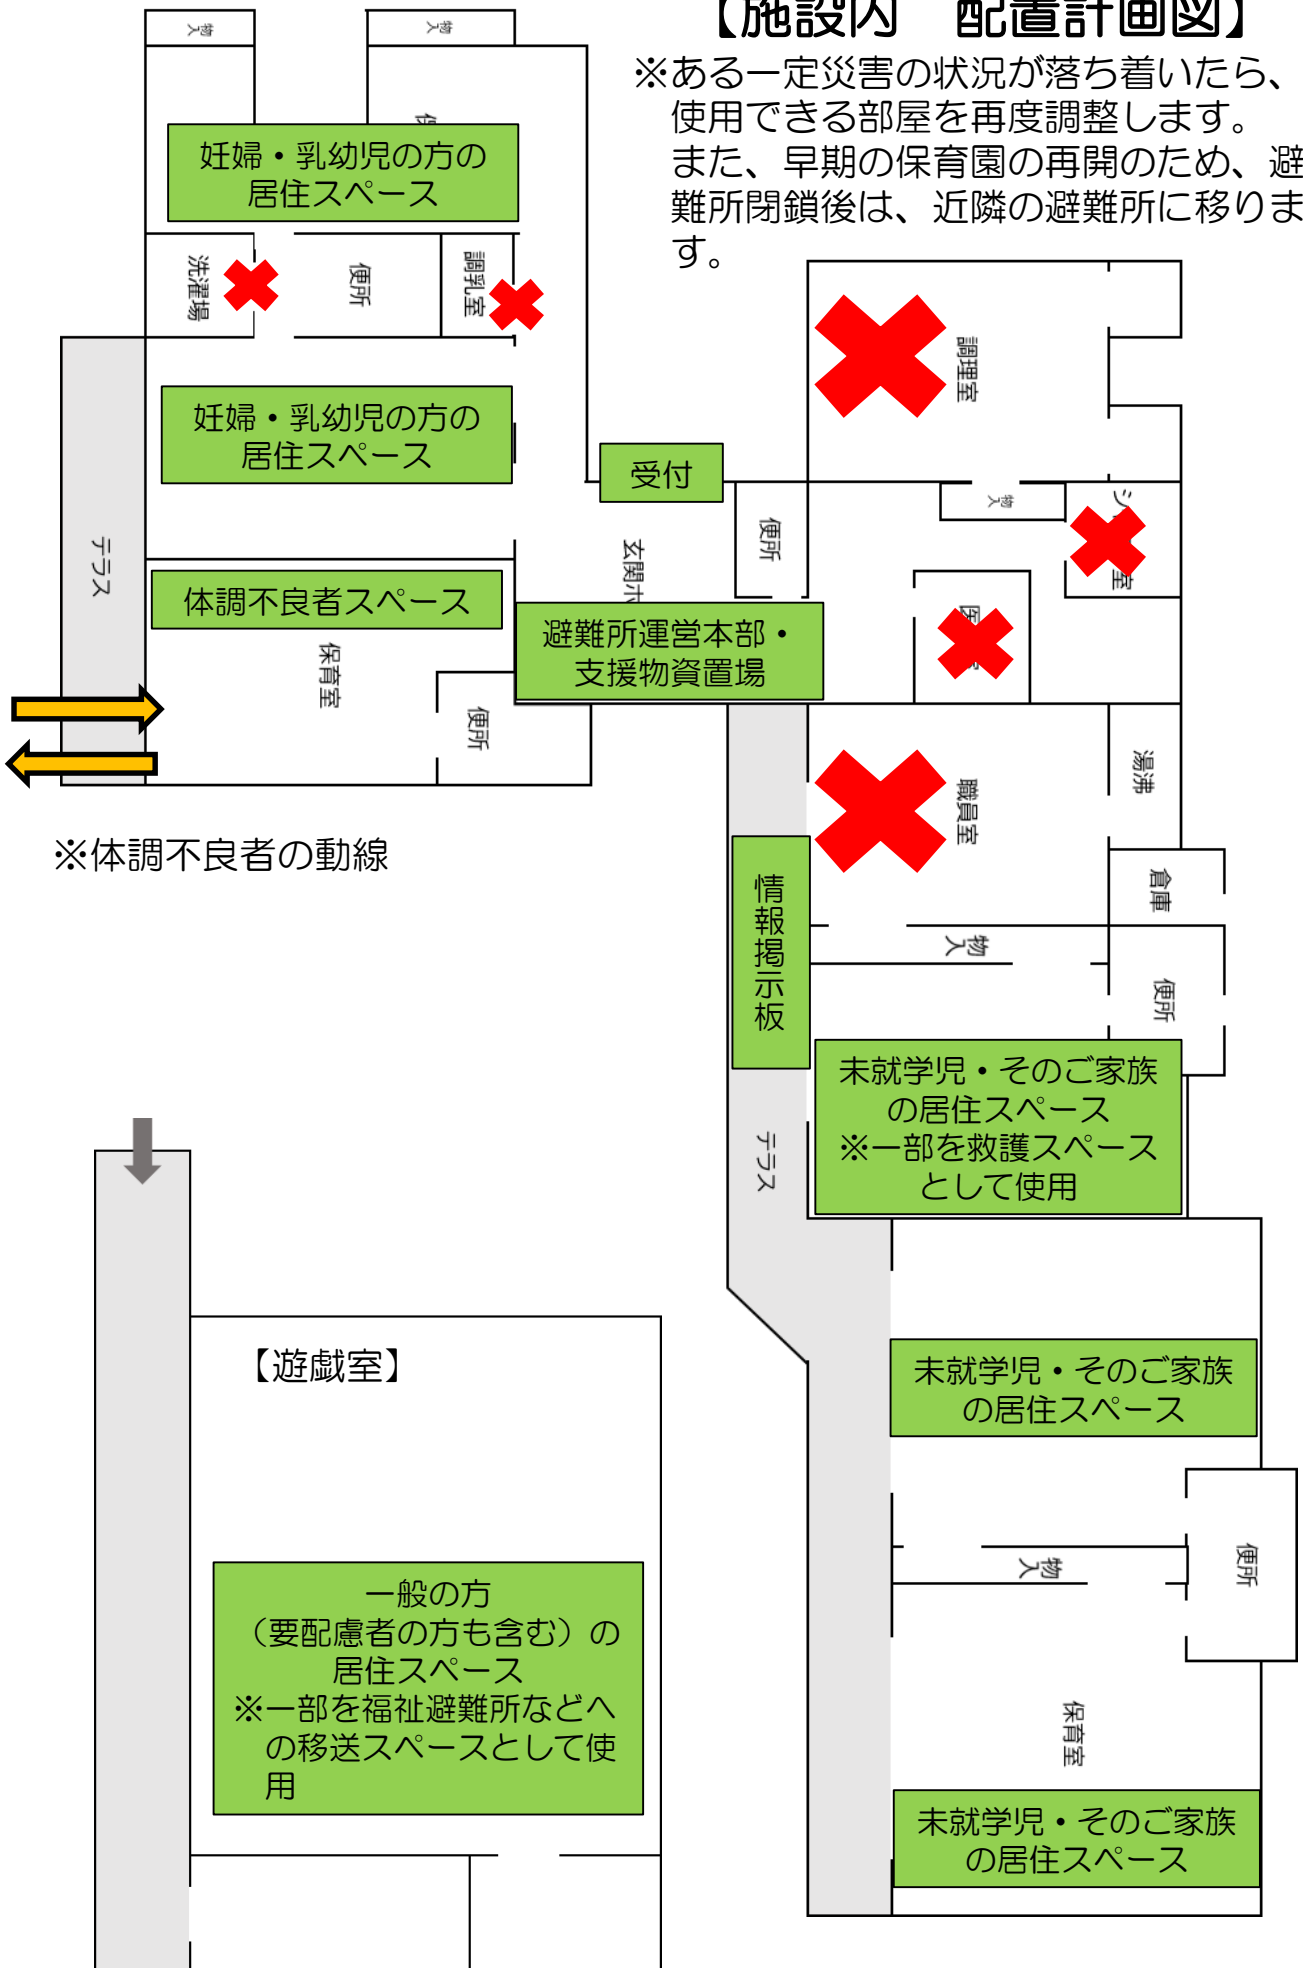 【施設内　配置計画図】
※ある一定災害の状況が落ち着いたら、
使用できる部屋を再度調整します。
また、早期の保育園の再開のため、避
難所閉鎖後は、近隣の避難所に移りま
す。
物入
物入
妊婦・乳幼児の方の
居住スペース
洗濯場
便所
調乳室
調理室
妊婦・乳幼児の方の
居住スペース
受付
物入
テラス
玄関ホ
便所
体調不良者スペース
避難所運営本部・
支援物資置場
保育室
便所
湯沸
職員室
※体調不良者の動線
情報掲示板
倉庫
物入
便所
未就学児・そのご家族
の居住スペース
※一部を救護スペース
として使用
テラス
【遊戯室】
未就学児・そのご家族
の居住スペース
便所
物入
一般の方
（要配慮者の方も含む）の
居住スペース
※一部を福祉避難所などへ
の移送スペースとして使
用
保育室
未就学児・そのご家族
の居住スペース